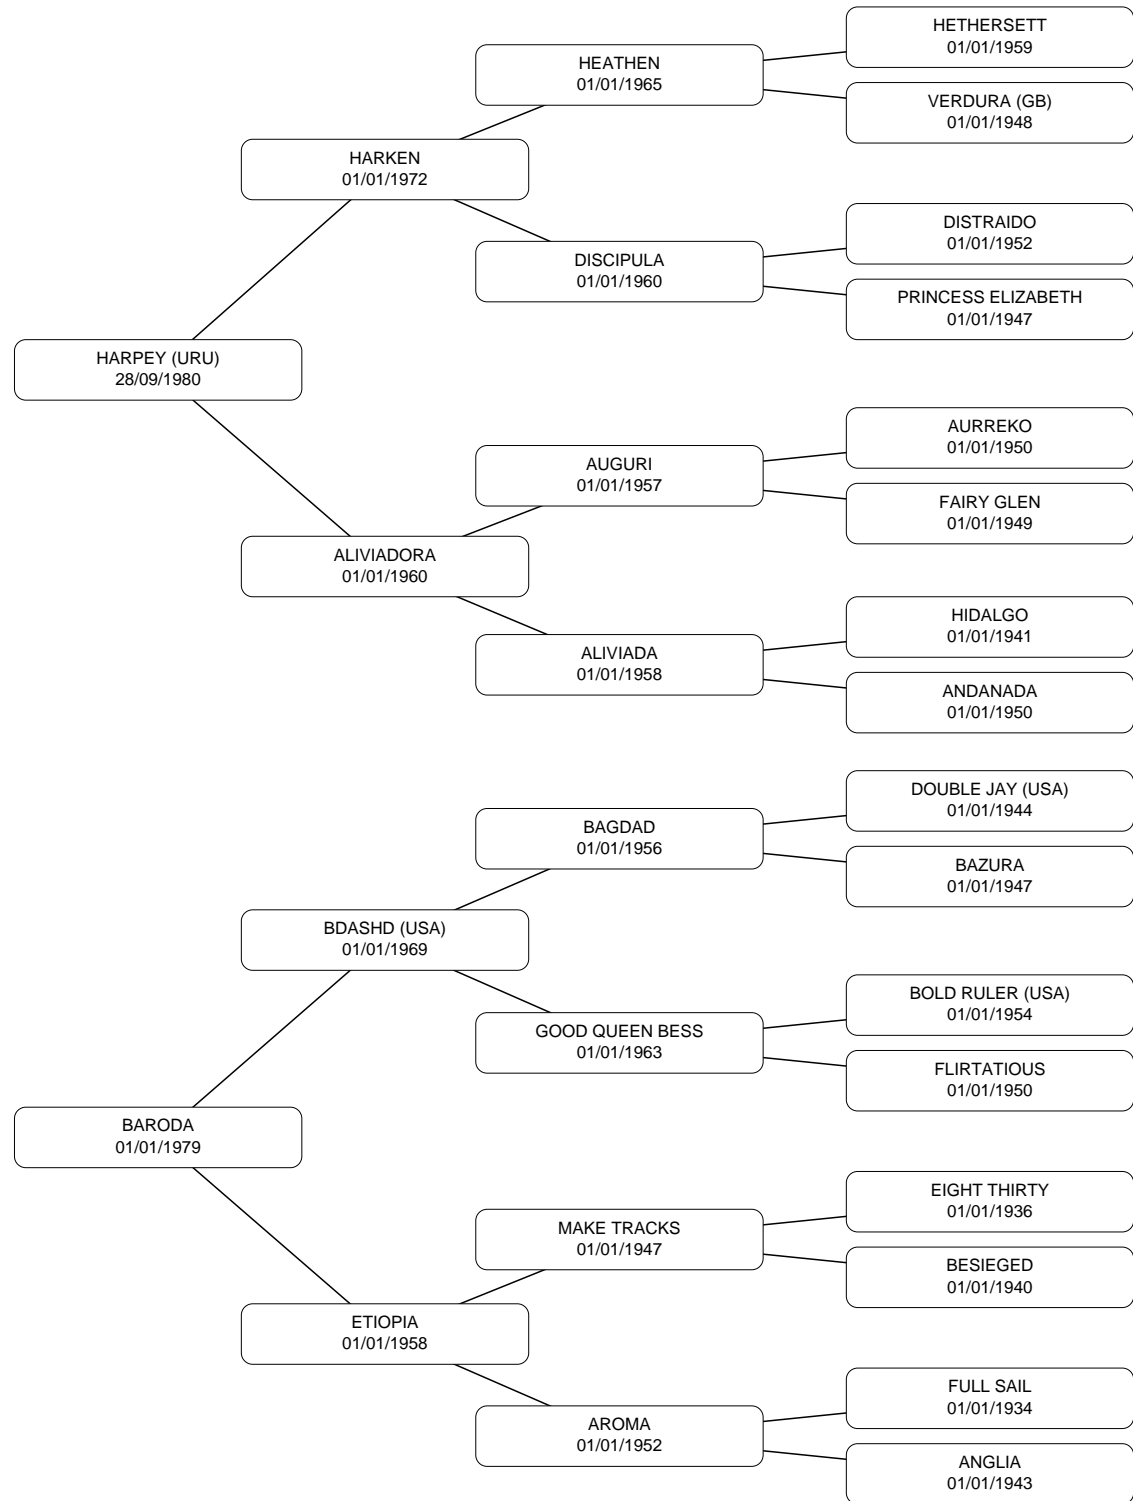 HETHERSETT
01/01/1959
HEATHEN
01/01/1965
VERDURA (GB)
01/01/1948
HARKEN
01/01/1972
DISTRAIDO
01/01/1952
DISCIPULA
01/01/1960
PRINCESS ELIZABETH
01/01/1947
HARPEY (URU)
28/09/1980
AURREKO
01/01/1950
AUGURI
01/01/1957
FAIRY GLEN
01/01/1949
ALIVIADORA
01/01/1960
HIDALGO
01/01/1941
ALIVIADA
01/01/1958
ANDANADA
01/01/1950
DOUBLE JAY (USA)
01/01/1944
BAGDAD
01/01/1956
BAZURA
01/01/1947
BDASHD (USA)
01/01/1969
BOLD RULER (USA)
01/01/1954
GOOD QUEEN BESS
01/01/1963
FLIRTATIOUS
01/01/1950
BARODA
01/01/1979
EIGHT THIRTY
01/01/1936
MAKE TRACKS
01/01/1947
BESIEGED
01/01/1940
ETIOPIA
01/01/1958
FULL SAIL
01/01/1934
AROMA
01/01/1952
ANGLIA
01/01/1943